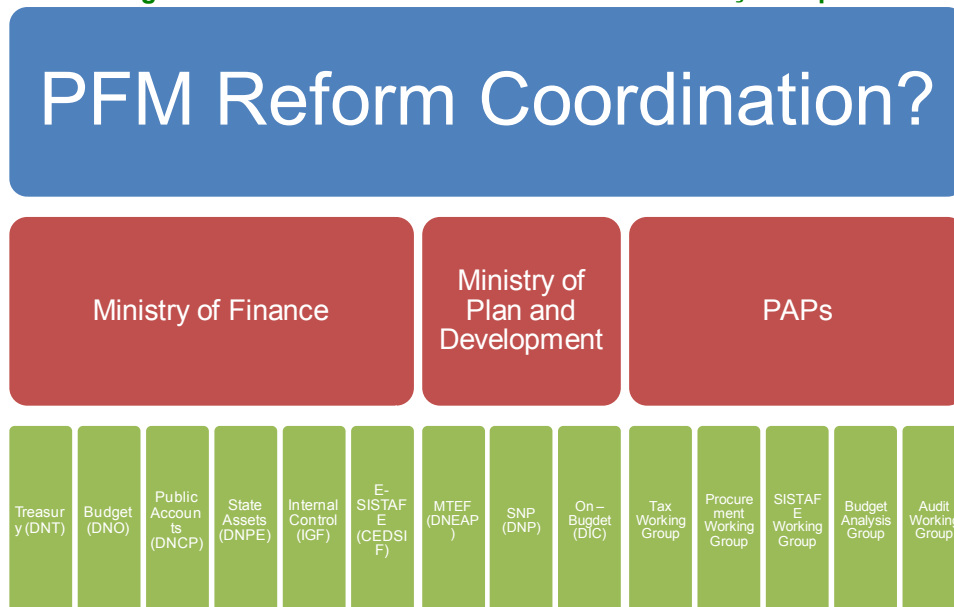 PFM Reform Coordination?
Ministry of Finance
Ministry of
Plan and
Development
PAPs
Treasur
y (DNT)
Budget
(DNO)
Public
Accoun
ts
(DNCP)
State
Assets
(DNPE)
Internal
Control
(IGF)
E-
SISTAF
E
(CEDSI
F)
MTEF
(DNEAP
)
SNP
(DNP)
On –
Bugdet
(DIC)
Tax
Working
Group
Procure
ment
Working
Group
SISTAF
E
Working
Group
Budget
Analysis
Group
Audit
Working
Group